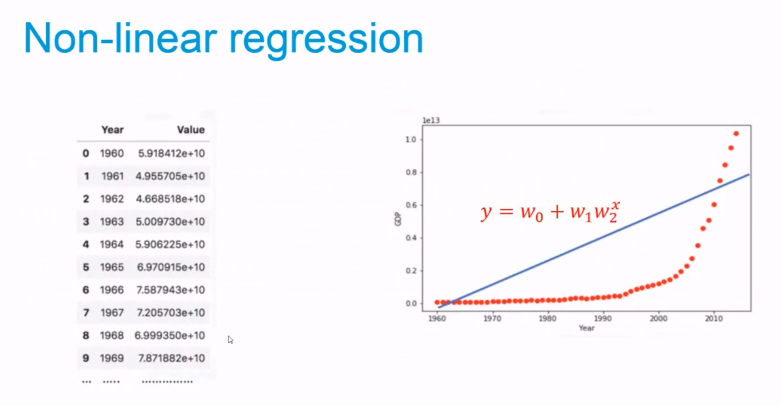 Non-linear regression
Year Value
0 1960 5.918412e+10
1 1961 4.955705e+10
2 1962 4.668518e+10
3 1963 5.009730e+10
4 1964 5.906225e+10
5 1965 6.970915e+10
6 1966 7.587943e+10
7 1967 7.205703e+10
8 1968 6.999350e+10
9 1969 7.871882e+10
... ..... ...............
1e13
1.0
0.8
0.6
0.4
0.2
0.0
GDP
y = w₀ + w₁w₂ˣ
1960 1970 1980 1990 2000 2010
Year